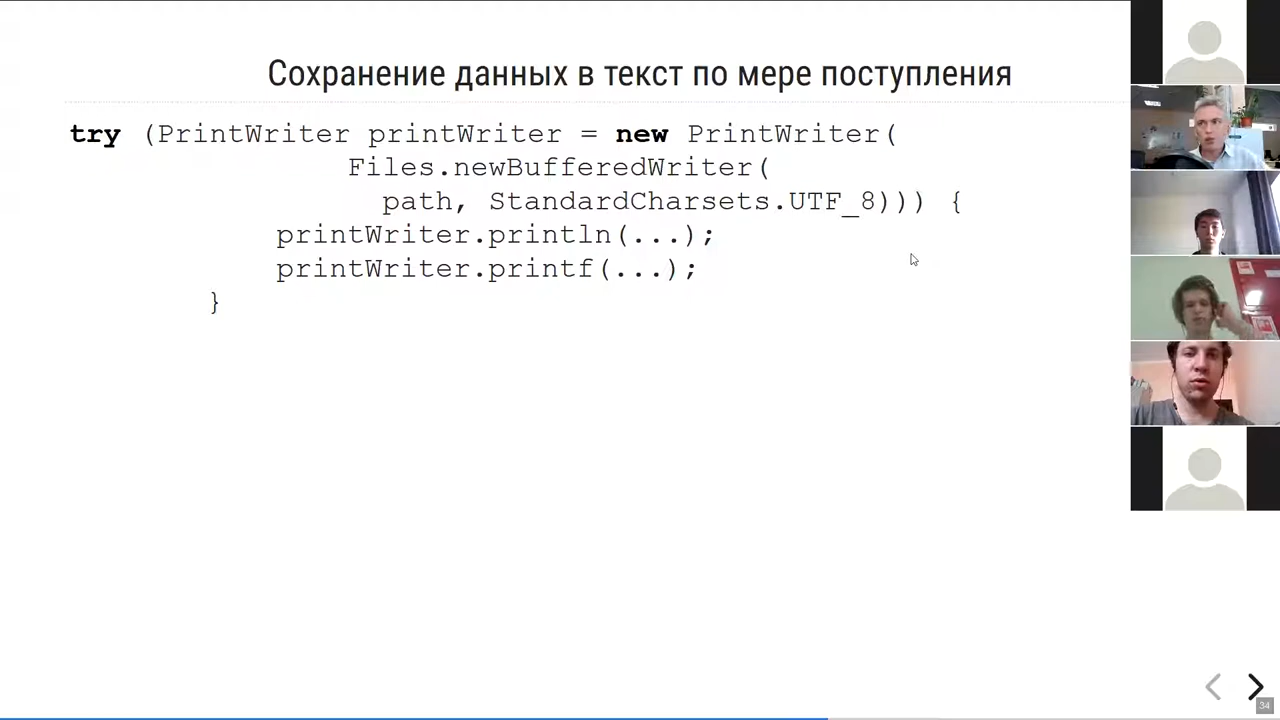 Сохранение данных в текст по мере поступления
try (PrintWriter printWriter = new PrintWriter(
Files.newBufferedWriter(
path, StandardCharsets.UTF_8))) {
printWriter.println(...);
printWriter.printf(...);
}
34